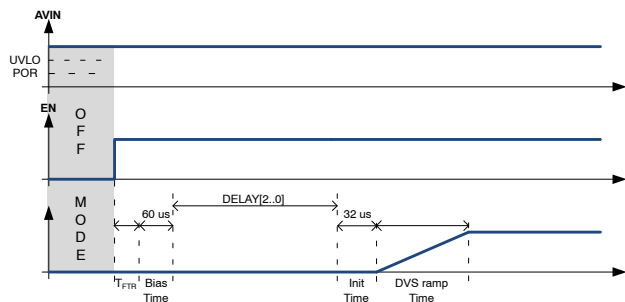 AVIN
UVLO
POR
EN
O
F
F
M
O
D
E
60 us
DELAY[2..0]
32 us
TFTR
Bias
Time
Init
Time
DVS ramp
Time